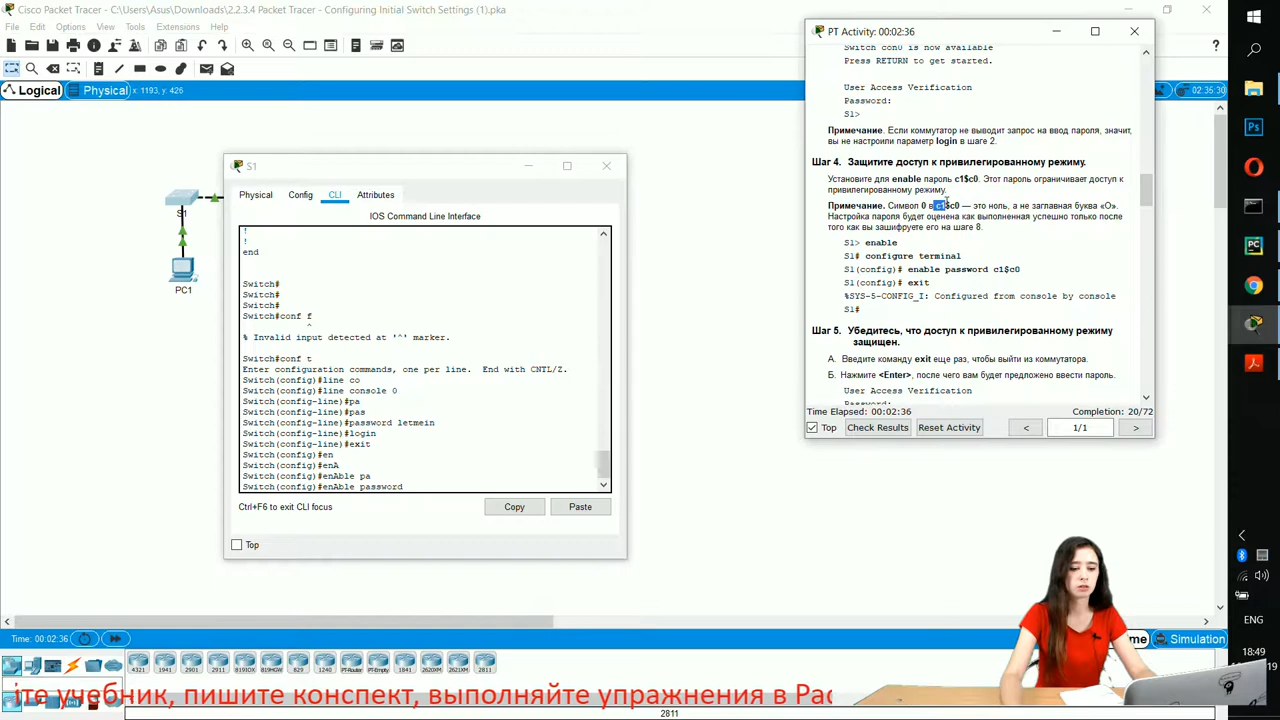 Cisco Packet Tracer - C:\Users\Asus\Downloads\2.2.3.4 Packet Tracer - Configuring Initial Switch Settings (1).pka
File Edit Options View Tools Extensions Help
Logical Physical x: 1193, y: 426
02:35:30
S1
PC1
S1
Physical Config CLI Attributes
IOS Command Line Interface
!
!
end
Switch#
Switch#
Switch#
Switch#conf f
^
% Invalid input detected at '^' marker.
Switch#conf t
Enter configuration commands, one per line. End with CNTL/Z.
Switch(config)#line co
Switch(config)#line console 0
Switch(config-line)#pa
Switch(config-line)#pas
Switch(config-line)#password letmein
Switch(config-line)#login
Switch(config-line)#exit
Switch(config)#en
Switch(config)#enA
Switch(config)#enAble pa
Switch(config)#enAble password
Ctrl+F6 to exit CLI focus
Copy Paste
Top
PT Activity: 00:02:36
Switch con0 is now available
Press RETURN to get started.
User Access Verification
Password:
S1>
Примечание. Если коммутатор не выводит запрос на ввод пароля, значит,
вы не настроили параметр login в шаге 2.
Шаг 4. Защитите доступ к привилегированному режиму.
Установите для enable пароль c1$c0. Этот пароль ограничивает доступ к
привилегированному режиму.
Примечание. Символ 0 в c1$c0 — это ноль, а не заглавная буква «О».
Настройка пароля будет оценена как выполненная успешно только после
того как вы зашифруете его на шаге 8.
S1> enable
S1# configure terminal
S1(config)# enable password c1$c0
S1(config)# exit
%SYS-5-CONFIG_I: Configured from console by console
S1#
Шаг 5. Убедитесь, что доступ к привилегированному режиму
защищен.
А. Введите команду exit еще раз, чтобы выйти из коммутатора.
Б. Нажмите <Enter>, после чего вам будет предложено ввести пароль.
User Access Verification
Password:
Time Elapsed: 00:02:36 Completion: 20/72
Top Check Results Reset Activity < 1/1 >
Time: 00:02:36
me Simulation
4321 1941 2901 2911 819IOX 819HGW 829 1240 PT-Router PT-Empty 1841 2620XM 2621XM 2811
йте учебник, пишите конспект, выполняйте упражнения в Pac
2811
Ps
PC
ENG
18:49